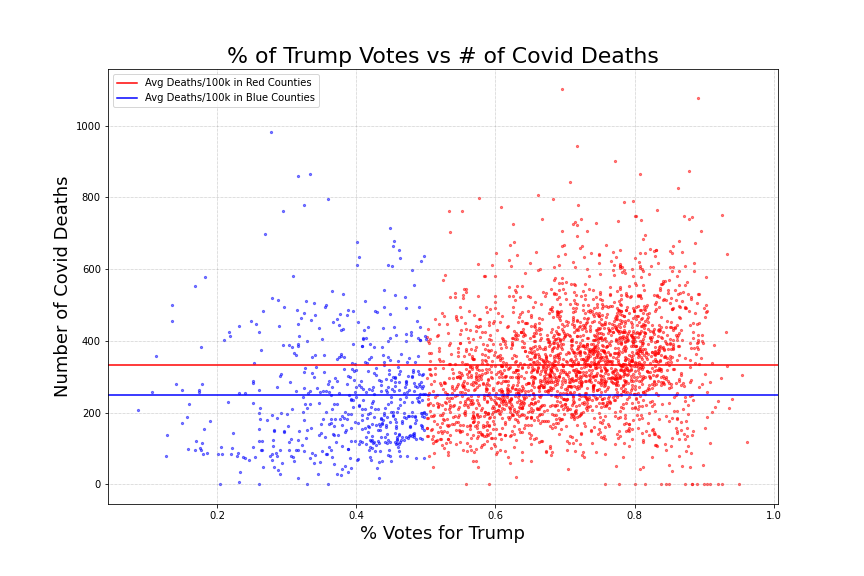 % of Trump Votes vs # of Covid Deaths
Avg Deaths/100k in Red Counties
Avg Deaths/100k in Blue Counties
Number of Covid Deaths
1000
800
600
400
200
0
0.2 0.4 0.6 0.8 1.0
% Votes for Trump